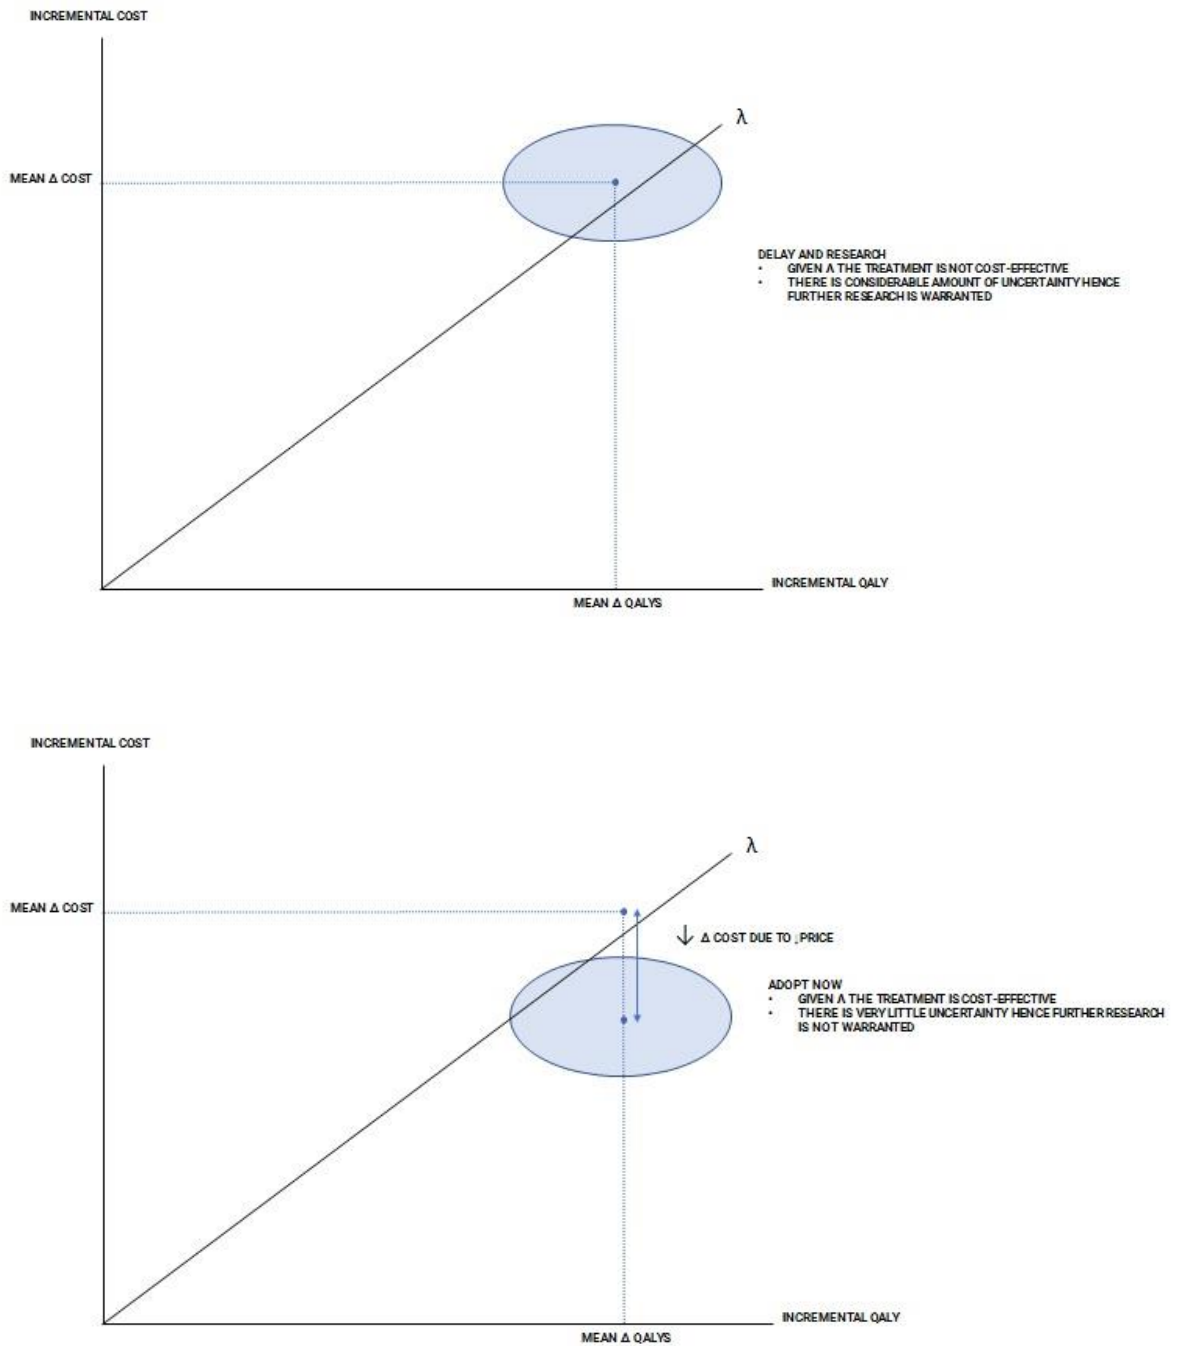 INCREMENTAL COST
λ
MEAN Δ COST
DELAY AND RESEARCH
• GIVEN Λ THE TREATMENT IS NOT COST-EFFECTIVE
• THERE IS CONSIDERABLE AMOUNT OF UNCERTAINTY HENCE
FURTHER RESEARCH IS WARRANTED
INCREMENTAL QALY
MEAN Δ QALYS
INCREMENTAL COST
λ
MEAN Δ COST
↓ Δ COST DUE TO ↓PRICE
ADOPT NOW
• GIVEN Λ THE TREATMENT IS COST-EFFECTIVE
• THERE IS VERY LITTLE UNCERTAINTY HENCE FURTHER RESEARCH
IS NOT WARRANTED
INCREMENTAL QALY
MEAN Δ QALYS